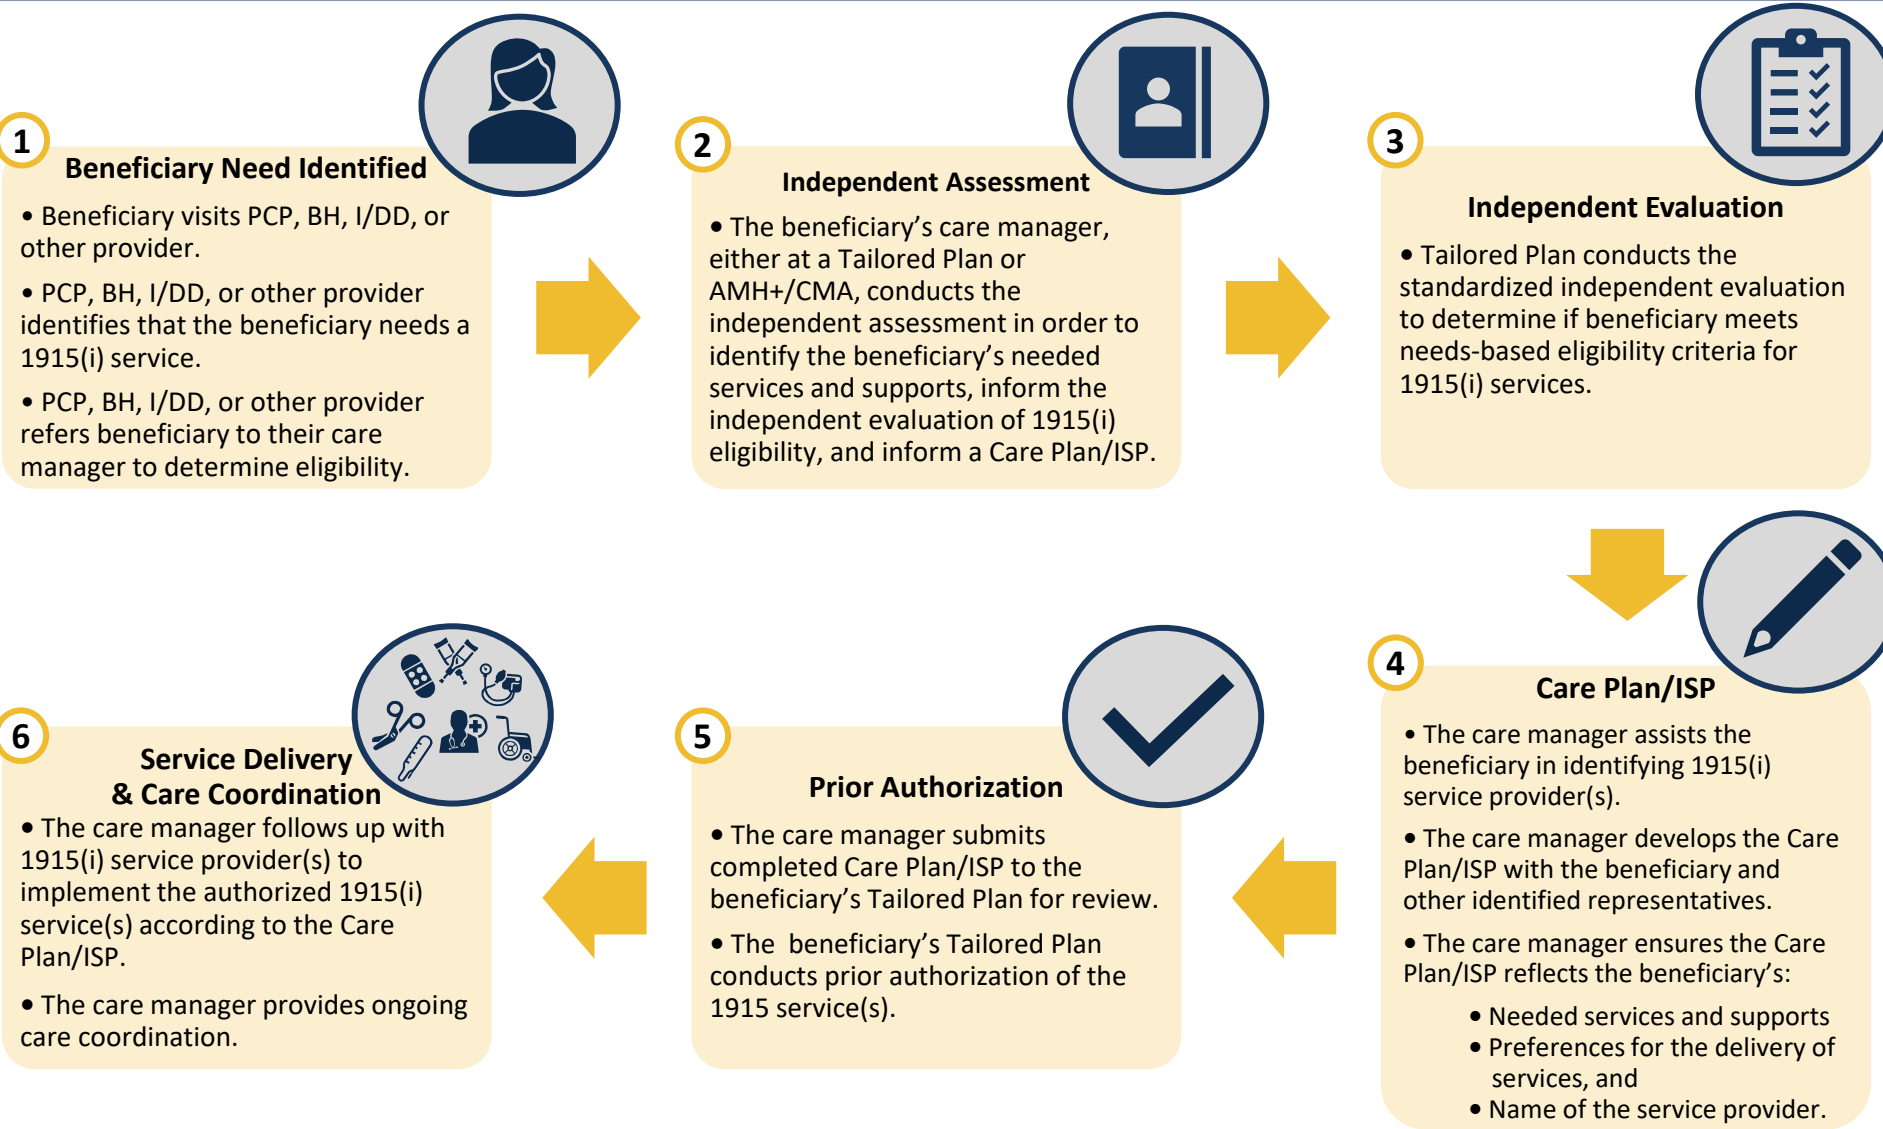 1
Beneficiary Need Identified
• Beneficiary visits PCP, BH, I/DD, or
other provider.
• PCP, BH, I/DD, or other provider
identifies that the beneficiary needs a
1915(i) service.
• PCP, BH, I/DD, or other provider
refers beneficiary to their care
manager to determine eligibility.
2
Independent Assessment
• The beneficiary’s care manager,
either at a Tailored Plan or
AMH+/CMA, conducts the
independent assessment in order to
identify the beneficiary’s needed
services and supports, inform the
independent evaluation of 1915(i)
eligibility, and inform a Care Plan/ISP.
3
Independent Evaluation
• Tailored Plan conducts the
standardized independent evaluation
to determine if beneficiary meets
needs-based eligibility criteria for
1915(i) services.
4
Care Plan/ISP
• The care manager assists the
beneficiary in identifying 1915(i)
service provider(s).
• The care manager develops the Care
Plan/ISP with the beneficiary and
other identified representatives.
• The care manager ensures the Care
Plan/ISP reflects the beneficiary’s:
• Needed services and supports
• Preferences for the delivery of
services, and
• Name of the service provider.
5
Prior Authorization
• The care manager submits
completed Care Plan/ISP to the
beneficiary’s Tailored Plan for review.
• The  beneficiary’s Tailored Plan
conducts prior authorization of the
1915 service(s).
6
Service Delivery
& Care Coordination
• The care manager follows up with
1915(i) service provider(s) to
implement the authorized 1915(i)
service(s) according to the Care
Plan/ISP.
• The care manager provides ongoing
care coordination.